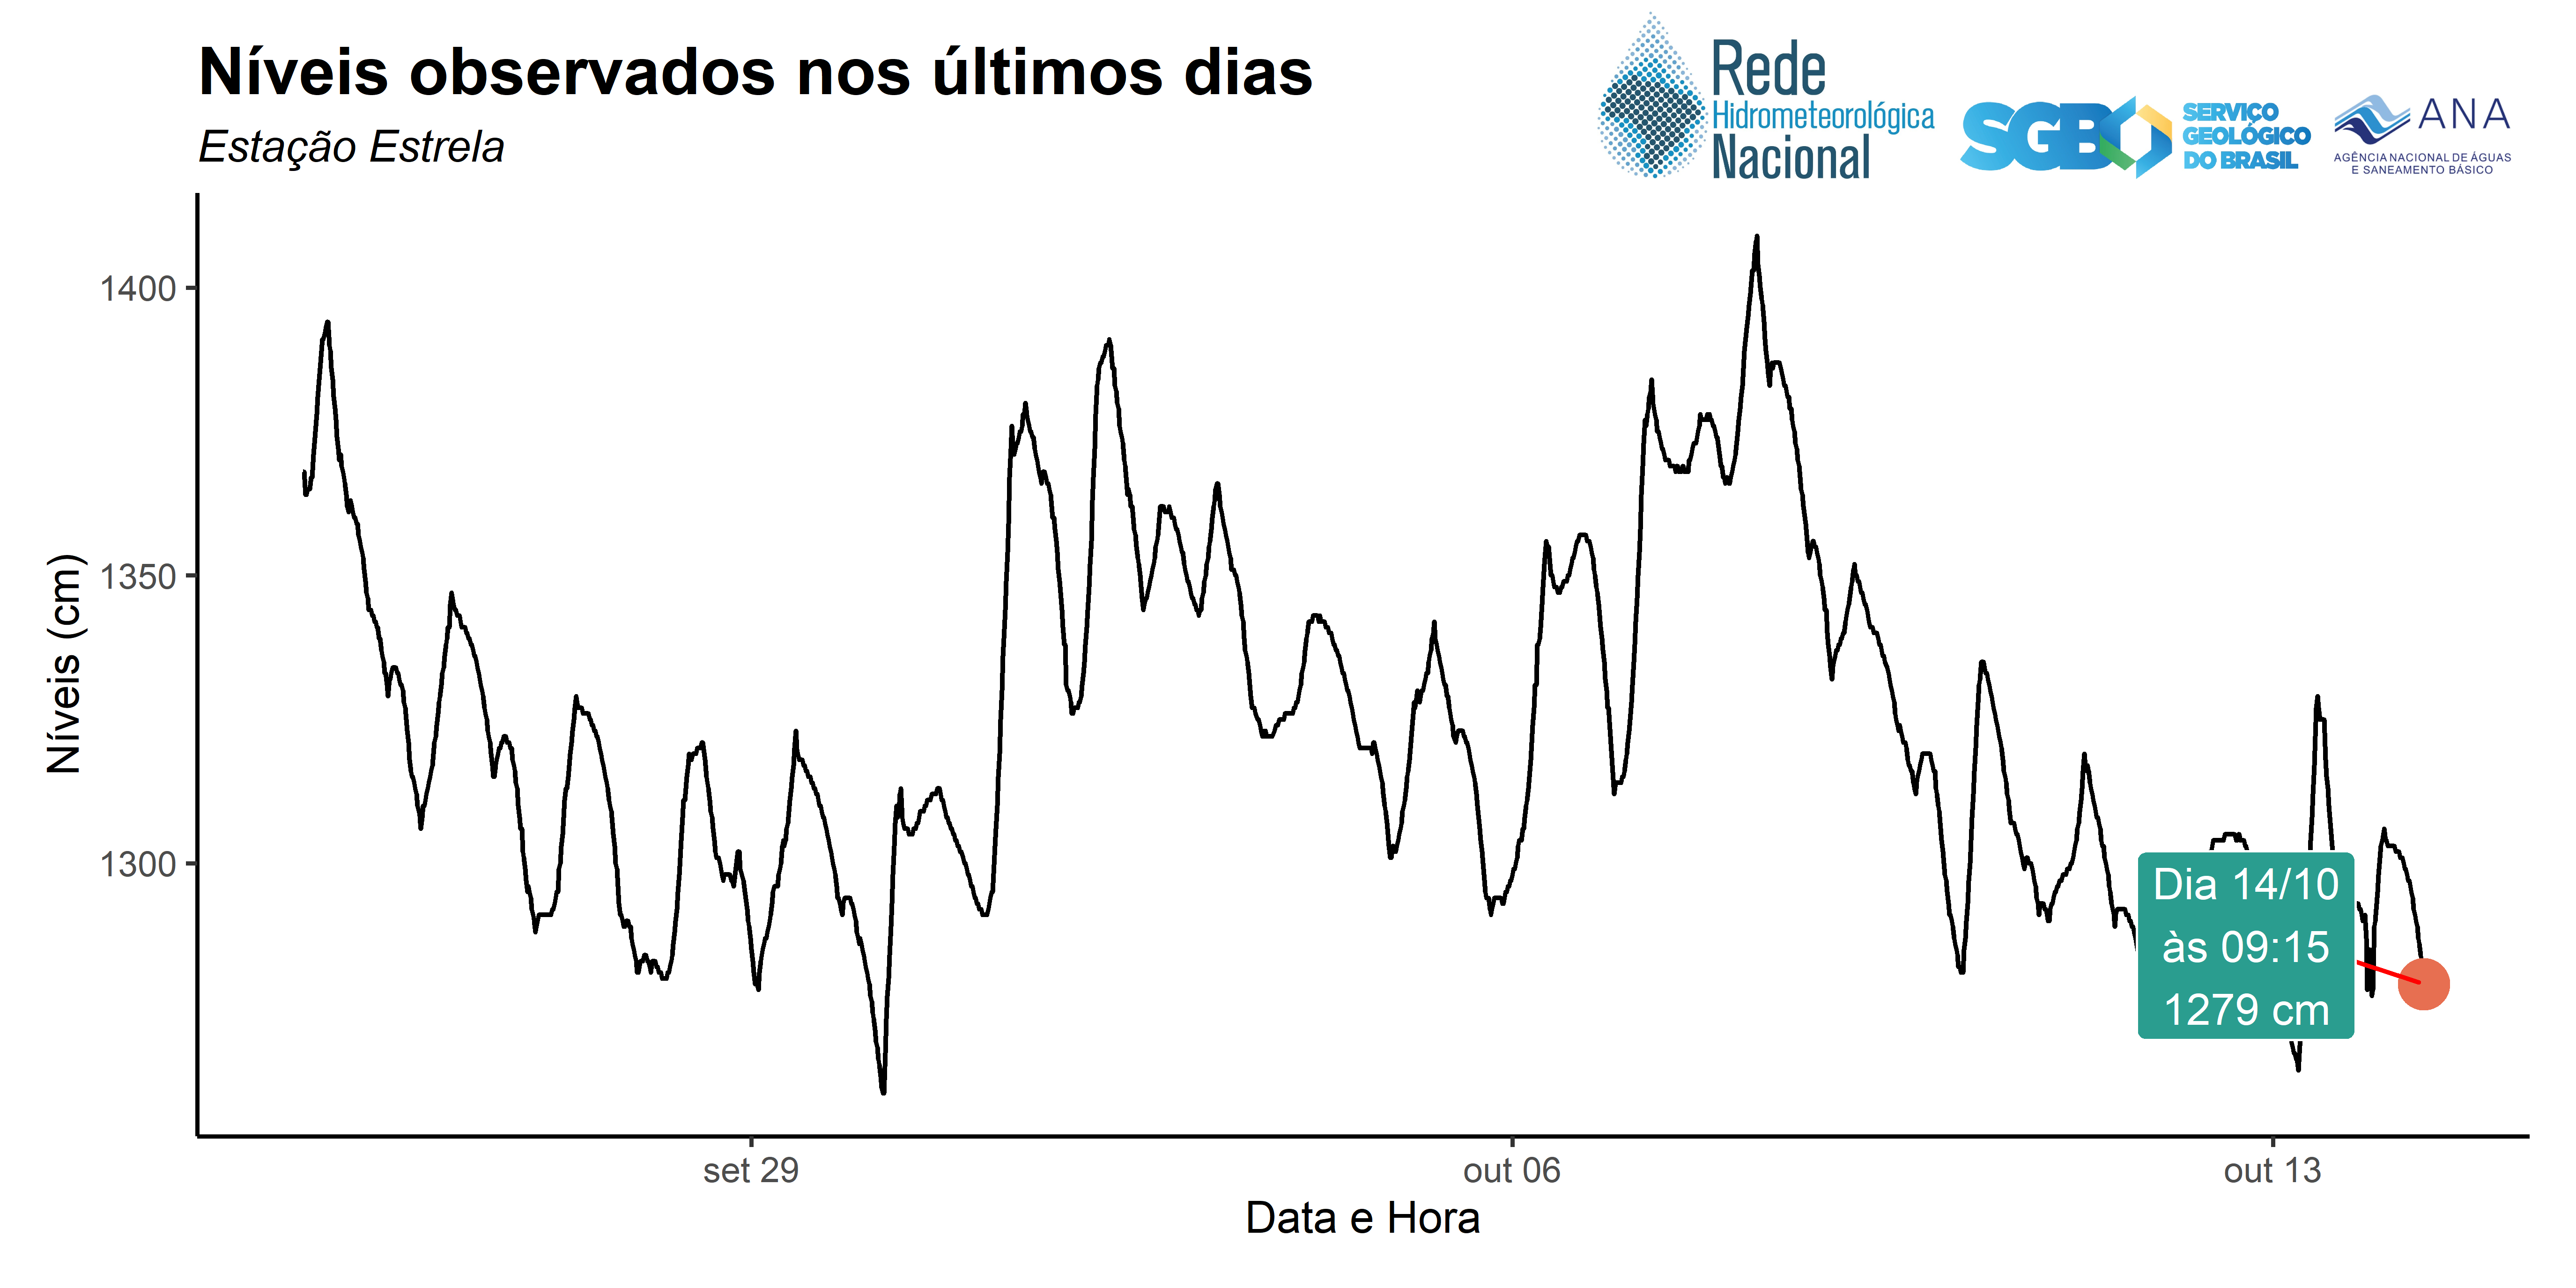 Níveis observados nos últimos dias
Estação Estrela
Rede
Hidrometeorológica
Nacional
SGB
SERVIÇO
GEOLÓGICO
DO BRASIL
ANA
AGÊNCIA NACIONAL DE ÁGUAS
E SANEAMENTO BÁSICO
Níveis (cm)
1400
1350
1300
Dia 14/10
às 09:15
1279 cm
set 29
out 06
out 13
Data e Hora